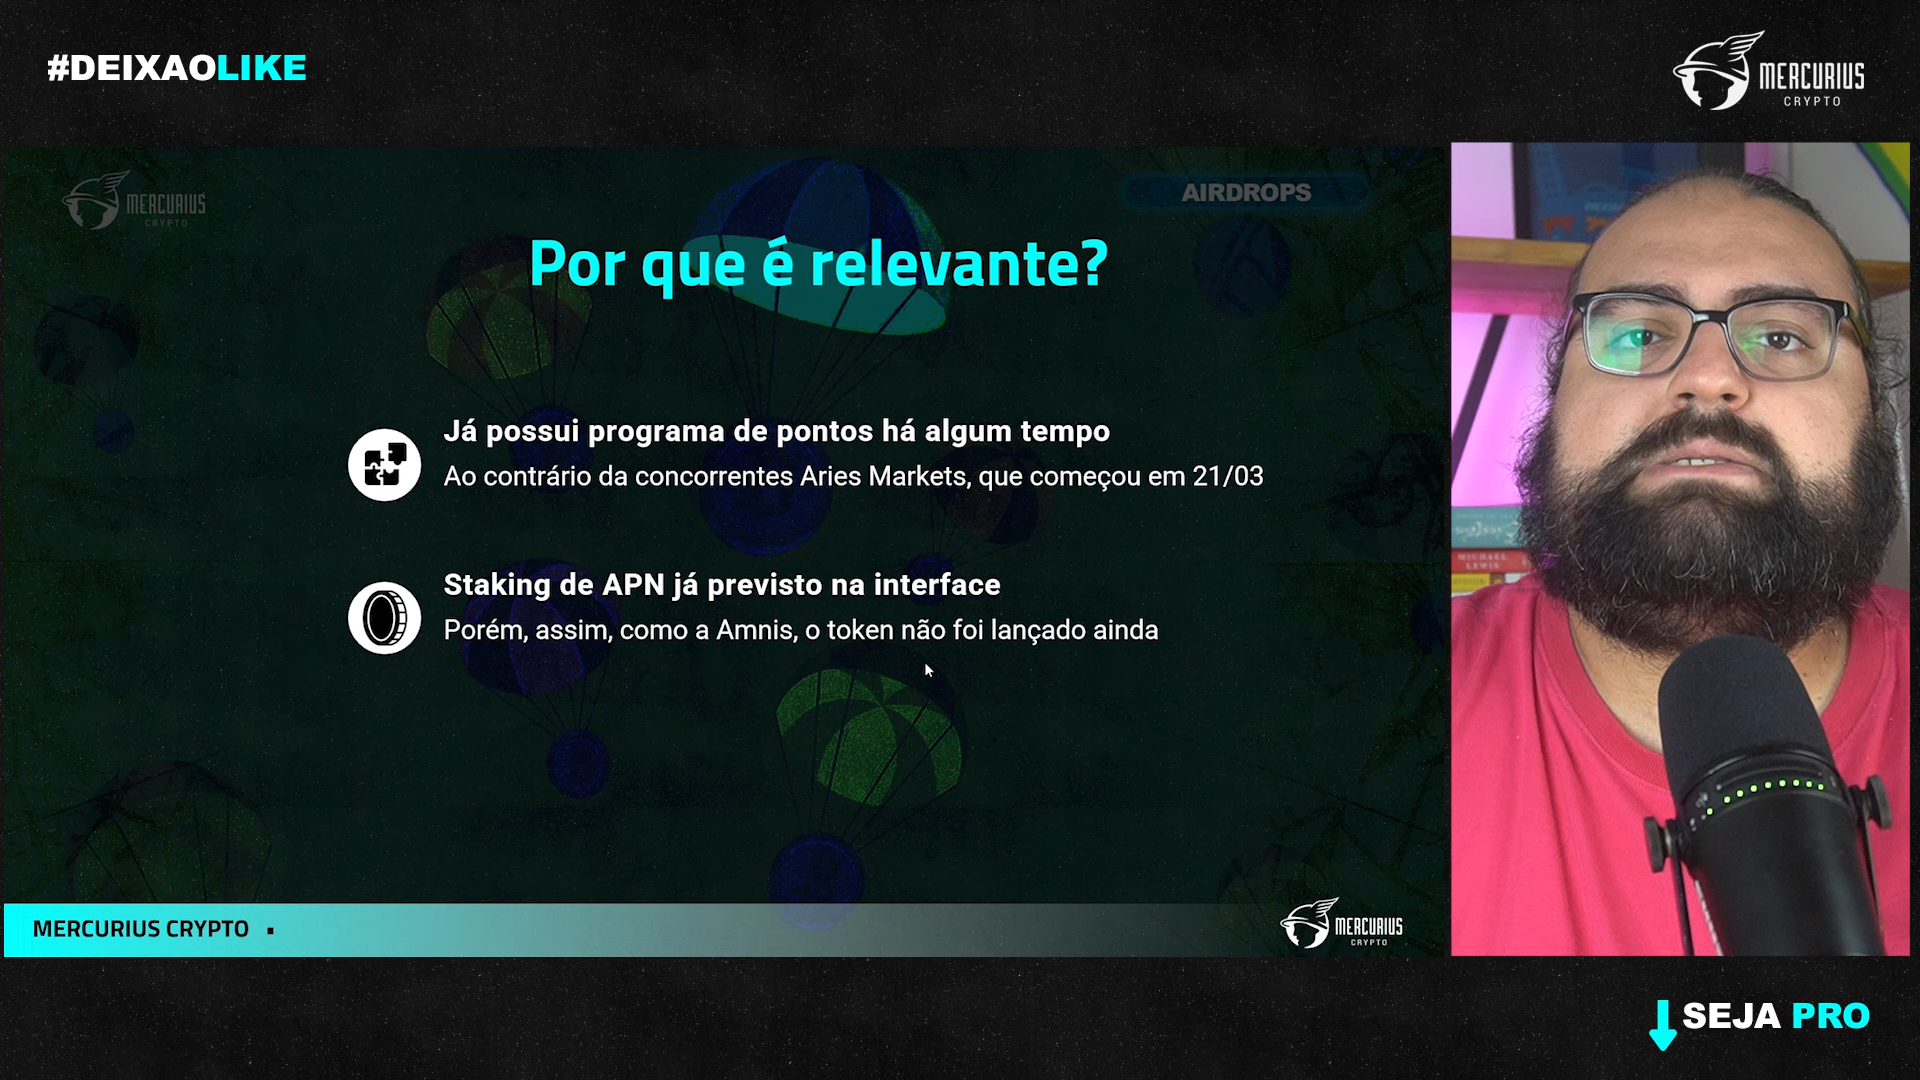 #DEIXAOLIKE
MERCURIUS
CRYPTO
MERCURIUS
CRYPTO
AIRDROPS
Por que é relevante?
Já possui programa de pontos há algum tempo
Ao contrário da concorrentes Aries Markets, que começou em 21/03
Staking de APN já previsto na interface
Porém, assim, como a Amnis, o token não foi lançado ainda
MICHAEL
LEWIS
MERCURIUS CRYPTO
MERCURIUS
CRYPTO
SEJA PRO